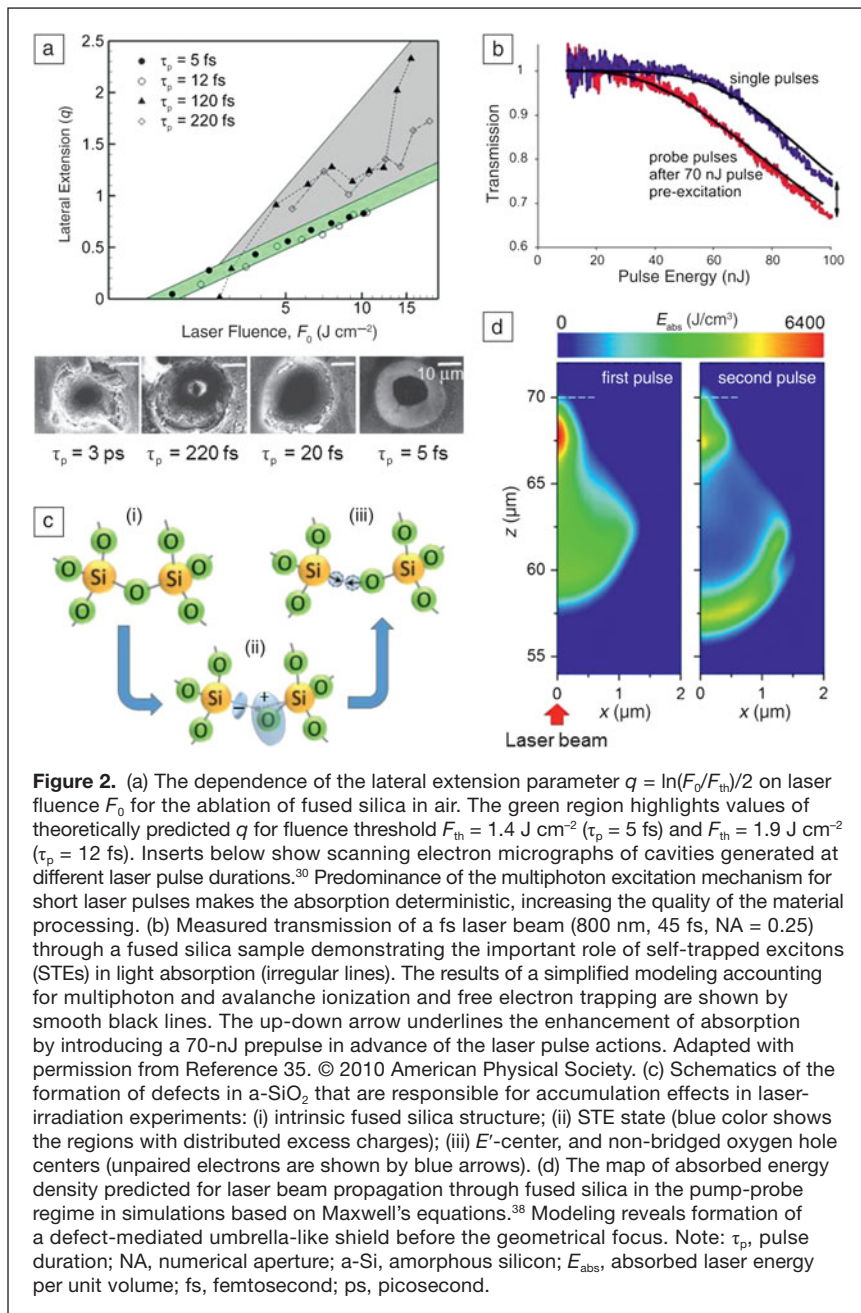 a
2.5
2
1.5
1
0.5
0
Lateral Extension (q)
τp = 5 fs
τp = 12 fs
τp = 120 fs
τp = 220 fs
5
10
15
Laser Fluence, F0 (J cm–2)
10 μm
τp = 3 ps
τp = 220 fs
τp = 20 fs
τp = 5 fs
b
Transmission
1
0.9
0.8
0.7
0.6
single pulses
probe pulses
after 70 nJ pulse
pre-excitation
0
20
40
60
80
100
Pulse Energy (nJ)
c
(i)
(iii)
O
O
O
O
Si
Si
O
O
O
O
O
O
O
Si
Si
O
O
O
O
(ii)
O
O
O
Si
+
–
Si
O
O
O
O
d
0
Eabs (J/cm3)
6400
first pulse
second pulse
70
65
60
55
z (μm)
0
1
2
0
1
2
x (μm)
x (μm)
Laser beam
Figure 2. (a) The dependence of the lateral extension parameter q = ln(F0/Fth)/2 on laser
fluence F0 for the ablation of fused silica in air. The green region highlights values of
theoretically predicted q for fluence threshold Fth = 1.4 J cm–2 (τp = 5 fs) and Fth = 1.9 J cm–2
(τp = 12 fs). Inserts below show scanning electron micrographs of cavities generated at
different laser pulse durations.30 Predominance of the multiphoton excitation mechanism for
short laser pulses makes the absorption deterministic, increasing the quality of the material
processing. (b) Measured transmission of a fs laser beam (800 nm, 45 fs, NA = 0.25)
through a fused silica sample demonstrating the important role of self-trapped excitons
(STEs) in light absorption (irregular lines). The results of a simplified modeling accounting
for multiphoton and avalanche ionization and free electron trapping are shown by
smooth black lines. The up-down arrow underlines the enhancement of absorption
by introducing a 70-nJ prepulse in advance of the laser pulse actions. Adapted with
permission from Reference 35. © 2010 American Physical Society. (c) Schematics of the
formation of defects in a-SiO2 that are responsible for accumulation effects in laser-
irradiation experiments: (i) intrinsic fused silica structure; (ii) STE state (blue color shows
the regions with distributed excess charges); (iii) E′-center, and non-bridged oxygen hole
centers (unpaired electrons are shown by blue arrows). (d) The map of absorbed energy
density predicted for laser beam propagation through fused silica in the pump-probe
regime in simulations based on Maxwell's equations.38 Modeling reveals formation of
a defect-mediated umbrella-like shield before the geometrical focus. Note: τp, pulse
duration; NA, numerical aperture; a-Si, amorphous silicon; Eabs, absorbed laser energy
per unit volume; fs, femtosecond; ps, picosecond.